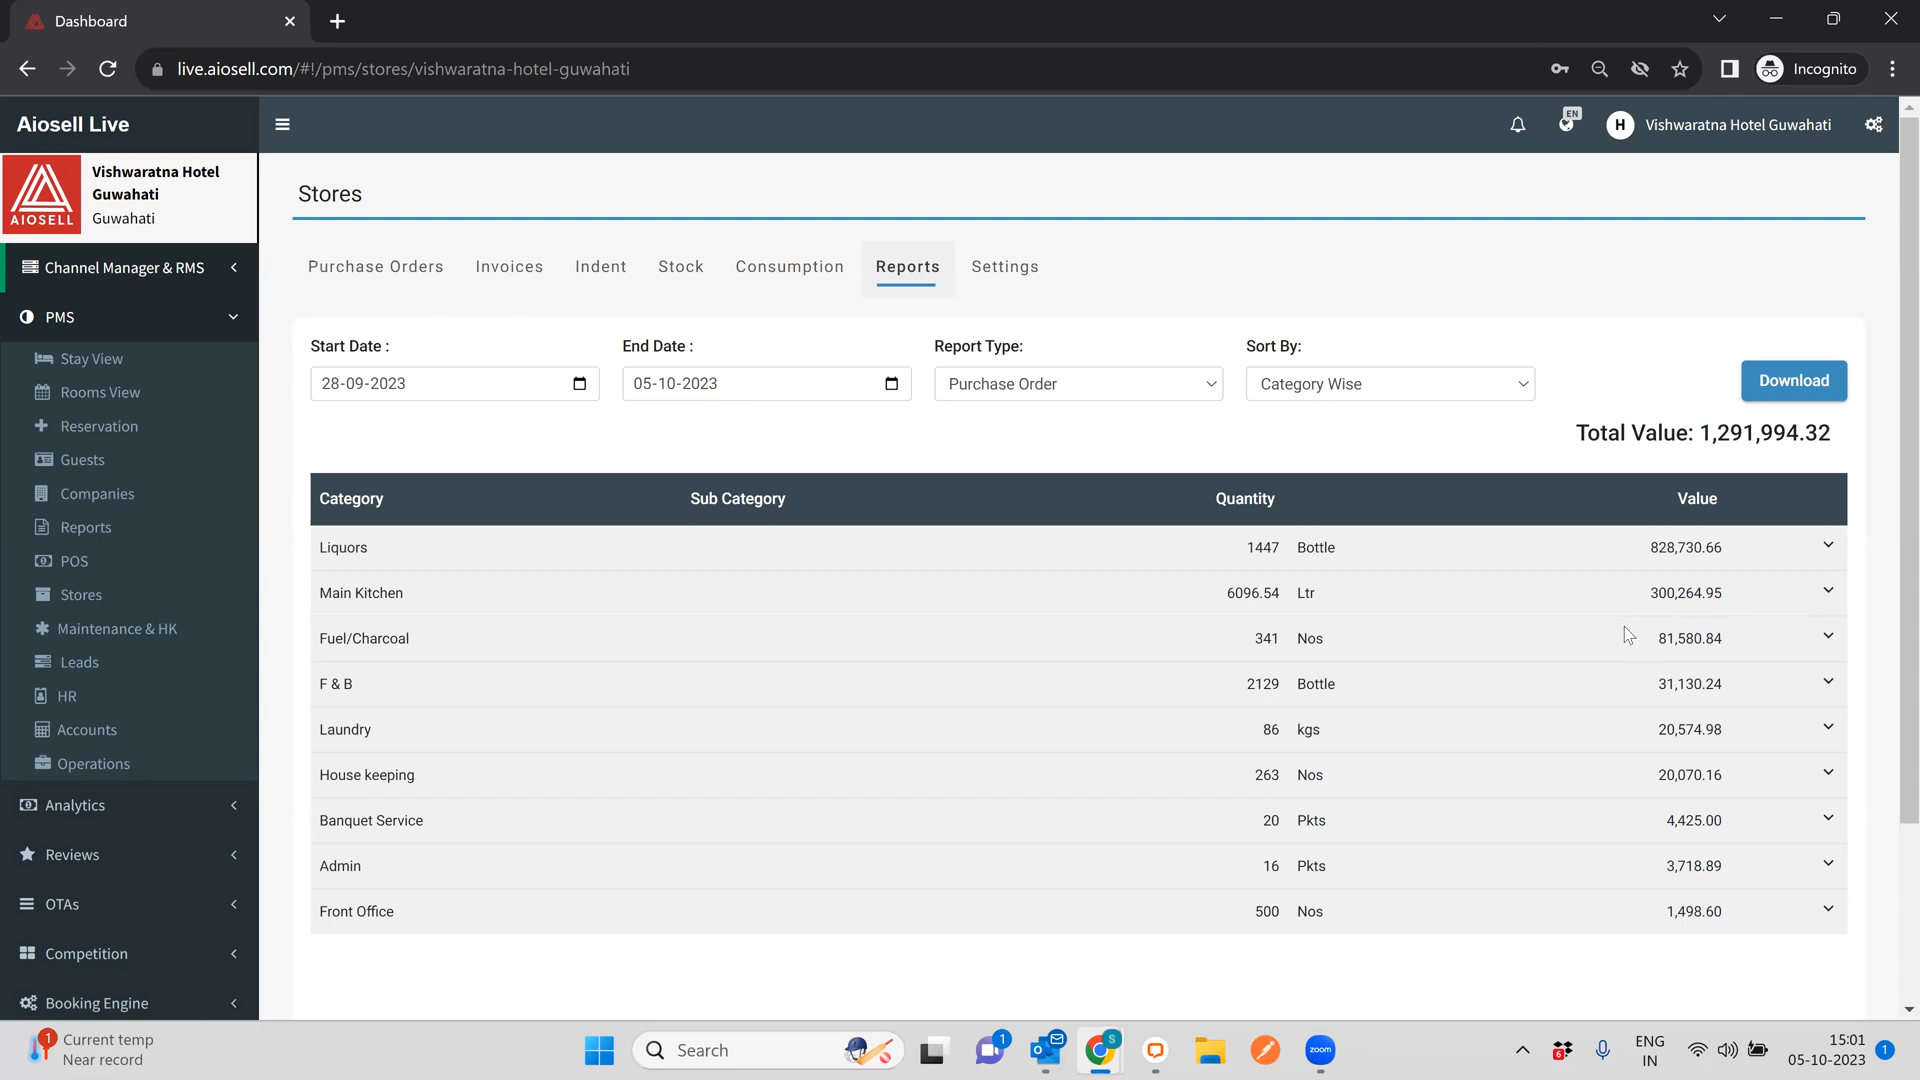 Dashboard
live.aiosell.com/#!/pms/stores/vishwaratna-hotel-guwahati
Incognito
Aiosell Live
EN
H
Vishwaratna Hotel Guwahati
AIOSELL
Vishwaratna Hotel
Guwahati
Guwahati
Channel Manager & RMS
PMS
Stay View
Rooms View
Reservation
Guests
Companies
Reports
POS
Stores
Maintenance & HK
Leads
HR
Accounts
Operations
Analytics
Reviews
OTAs
Competition
Booking Engine
Stores
Purchase Orders Invoices Indent Stock Consumption Reports Settings
Start Date : End Date : Report Type: Sort By:
28-09-2023 05-10-2023 Purchase Order Category Wise Download
Total Value: 1,291,994.32
Category Sub Category Quantity Value
Liquors 1447 Bottle 828,730.66
Main Kitchen 6096.54 Ltr 300,264.95
Fuel/Charcoal 341 Nos 81,580.84
F & B 2129 Bottle 31,130.24
Laundry 86 kgs 20,574.98
House keeping 263 Nos 20,070.16
Banquet Service 20 Pkts 4,425.00
Admin 16 Pkts 3,718.89
Front Office 500 Nos 1,498.60
1
Current temp
Near record
Search
1
S
zoom
6
ENG
IN
15:01
05-10-2023
1